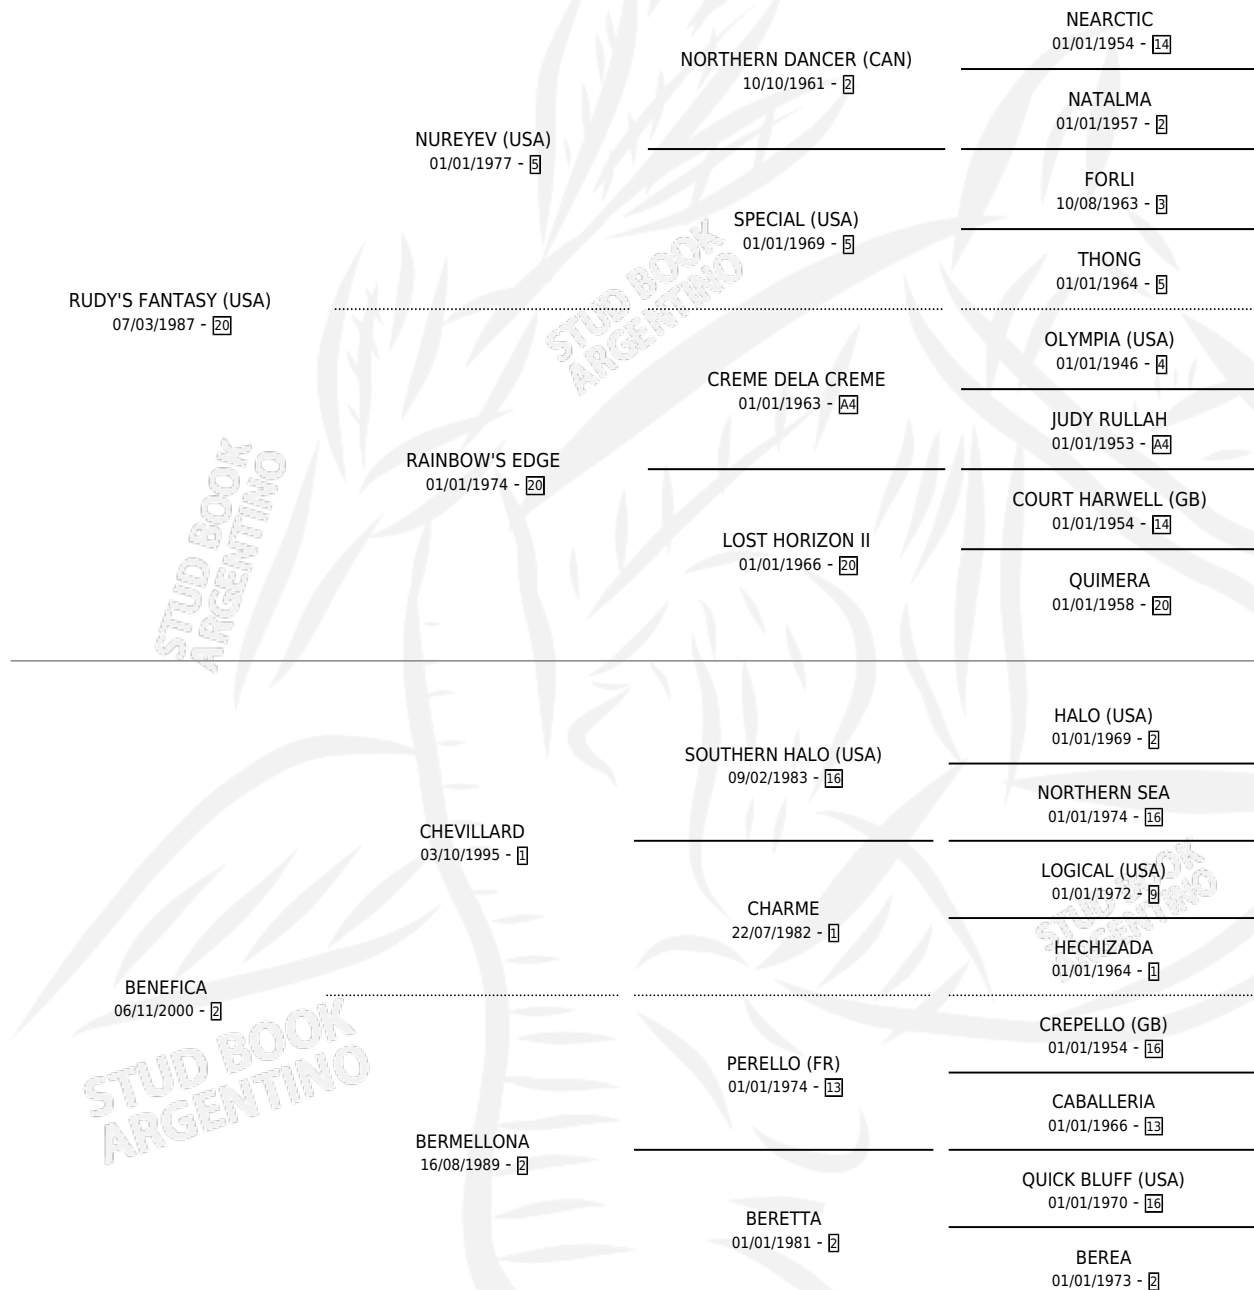 NEARCTIC
01/01/1954 - 14
NORTHERN DANCER (CAN)
10/10/1961 - 2
NATALMA
01/01/1957 - 2
NUREYEV (USA)
01/01/1977 - 5
FORLI
10/08/1963 - 3
SPECIAL (USA)
01/01/1969 - 5
THONG
01/01/1964 - 5
RUDY'S FANTASY (USA)
07/03/1987 - 20
OLYMPIA (USA)
01/01/1946 - 4
CREME DELA CREME
01/01/1963 - A4
JUDY RULLAH
01/01/1953 - A4
RAINBOW'S EDGE
01/01/1974 - 20
COURT HARWELL (GB)
01/01/1954 - 14
LOST HORIZON II
01/01/1966 - 20
QUIMERA
01/01/1958 - 20
STUD BOOK
ARGENTINO
STUD BOOK
ARGENTINO
HALO (USA)
01/01/1969 - 2
SOUTHERN HALO (USA)
09/02/1983 - 16
NORTHERN SEA
01/01/1974 - 16
CHEVILLARD
03/10/1995 - 1
LOGICAL (USA)
01/01/1972 - 9
CHARME
22/07/1982 - 1
HECHIZADA
01/01/1964 - 1
STUD BOOK
ARGENTINO
BENEFICA
06/11/2000 - 2
CREPELLO (GB)
01/01/1954 - 16
PERELLO (FR)
01/01/1974 - 13
CABALLERIA
01/01/1966 - 13
BERMELLONA
16/08/1989 - 2
QUICK BLUFF (USA)
01/01/1970 - 16
BERETTA
01/01/1981 - 2
BEREA
01/01/1973 - 2
STUD BOOK
ARGENTINO